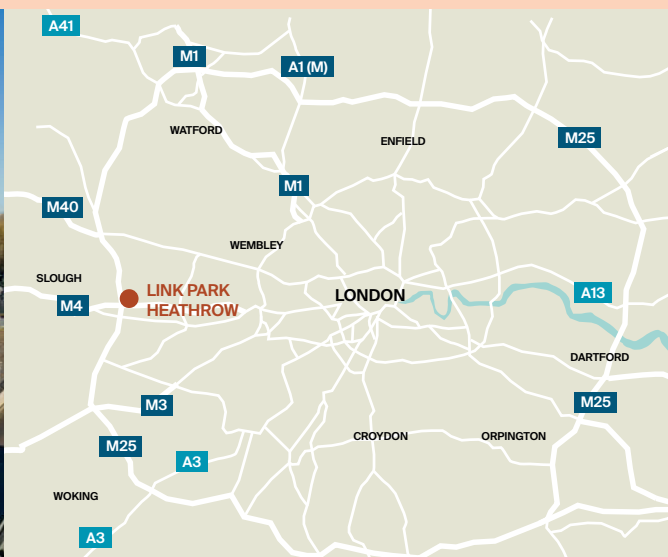 A41
M1
A1 (M)
WATFORD
ENFIELD
M25
M1
M40
WEMBLEY
SLOUGH
LINK PARK
HEATHROW
LONDON
A13
M4
DARTFORD
M3
M25
M25
A3
CROYDON
ORPINGTON
WOKING
A3